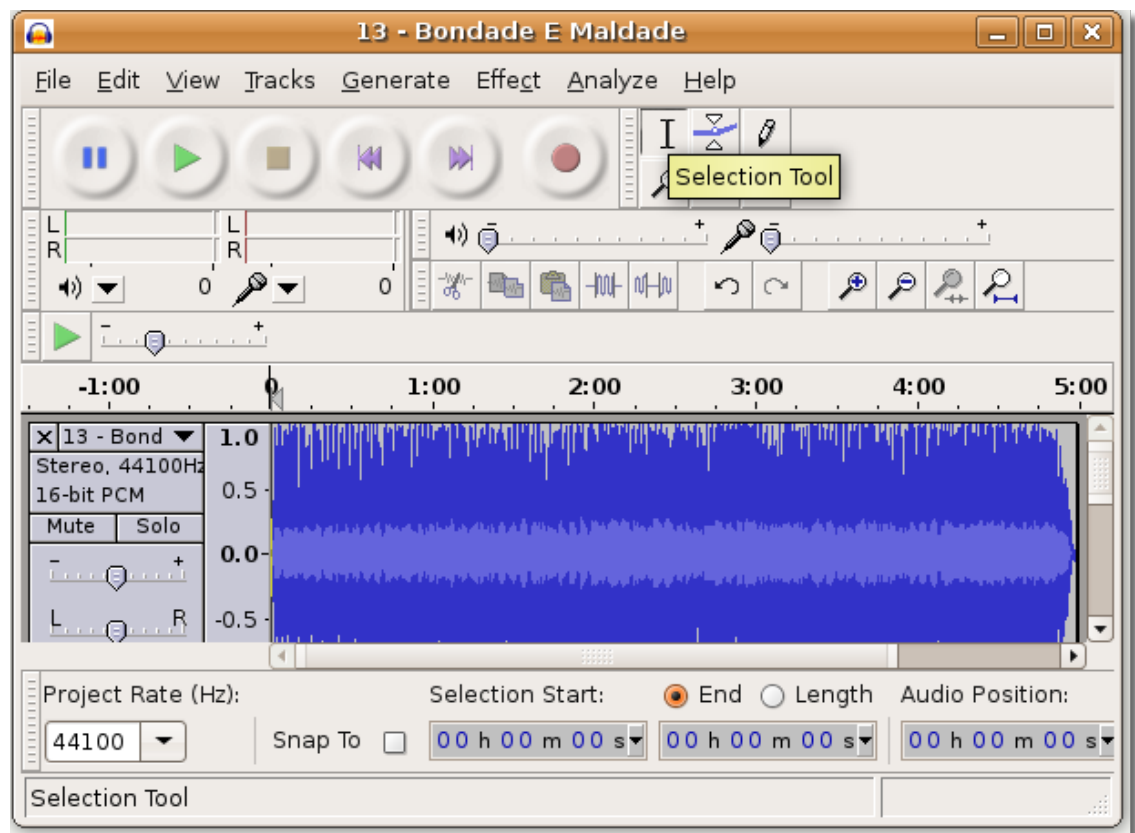 13 - Bondade E Maldade
File Edit View Tracks Generate Effect Analyze Help
Selection Tool
L
R
L
R
- +
- +
0
0
- +
-1:00 0 1:00 2:00 3:00 4:00 5:00
X 13 - Bond
Stereo, 44100Hz
16-bit PCM
Mute Solo
- +
L R
1.0
0.5
0.0
-0.5
Project Rate (Hz): Selection Start: End Length Audio Position:
44100 Snap To 00 h 00 m 00 s 00 h 00 m 00 s 00 h 00 m 00 s
Selection Tool